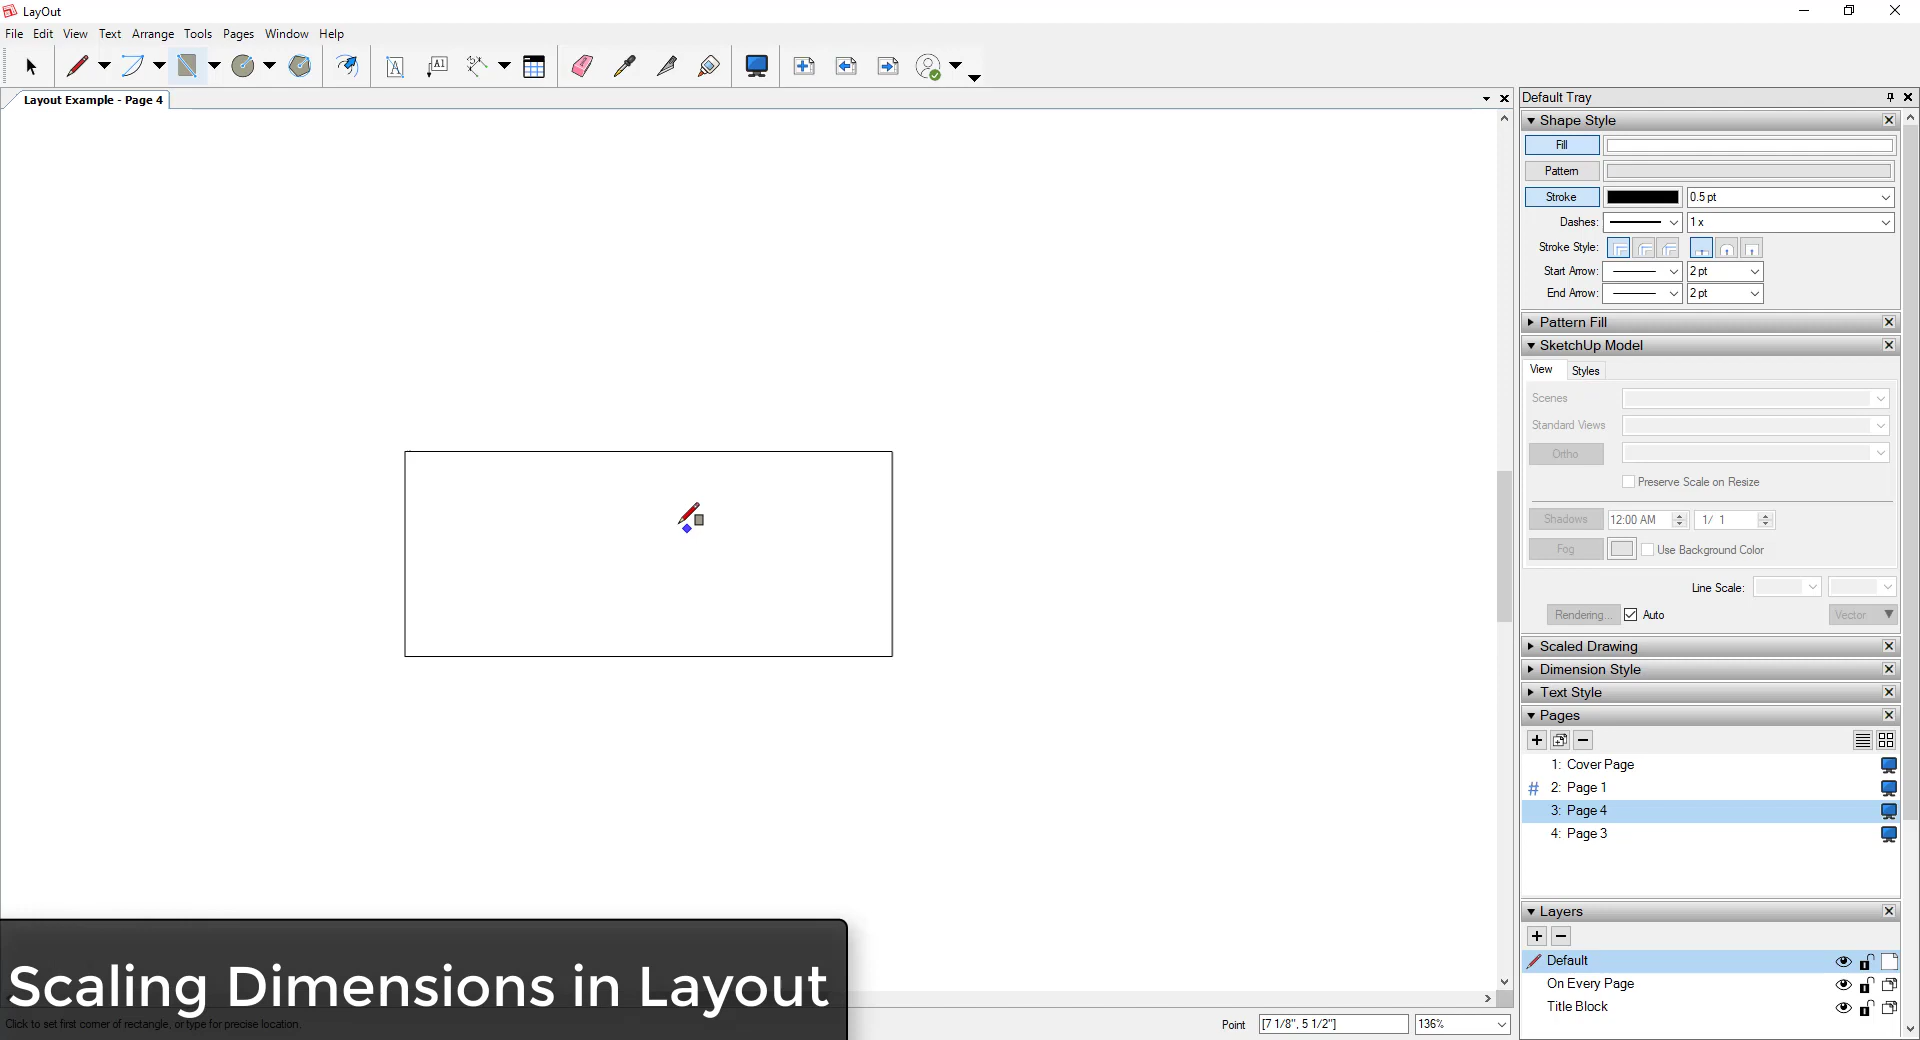 LayOut
File Edit View Text Arrange Tools Pages Window Help
A A1
Layout Example - Page 4
Default Tray
Shape Style
Fill
Pattern
Stroke 0.5 pt
Dashes: 1 x
Stroke Style:
Start Arrow: 2 pt
End Arrow: 2 pt
Pattern Fill
SketchUp Model
View Styles
Scenes
Standard Views
Ortho
Preserve Scale on Resize
Shadows 12:00 AM 1/ 1
Fog Use Background Color
Line Scale:
Rendering... Auto Vector
Scaled Drawing
Dimension Style
Text Style
Pages
1: Cover Page
# 2: Page 1
3: Page 4
4: Page 3
Layers
Default
On Every Page
Title Block
Scaling Dimensions in Layout
Click to set first corner of rectangle, or type for precise location.
Point [7 1/8", 5 1/2"] 136%